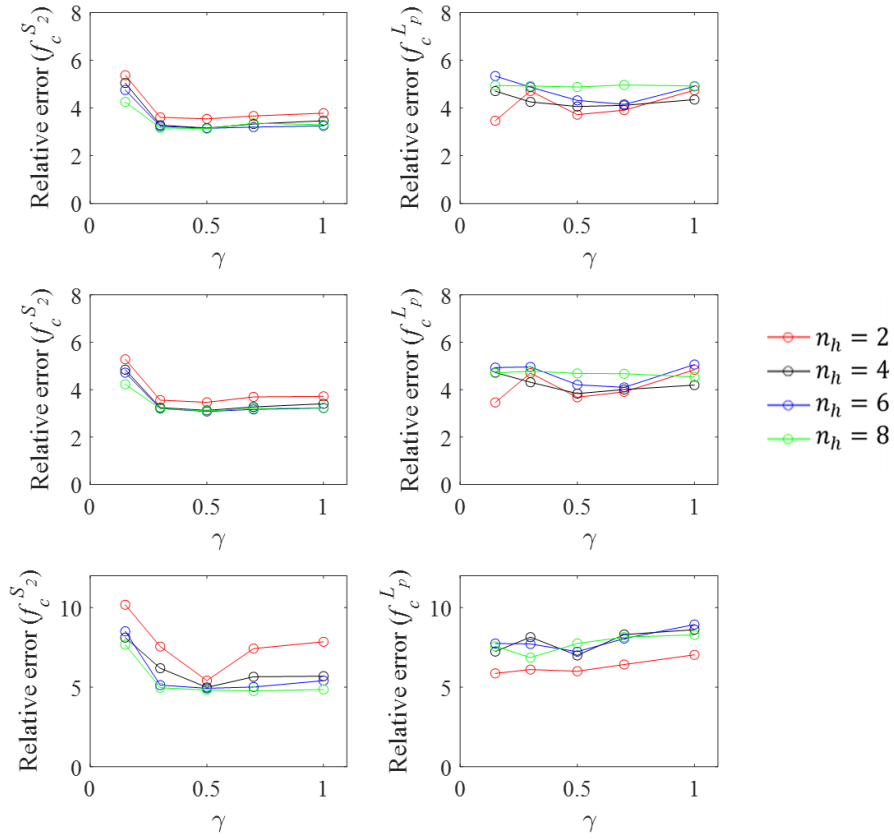 8
6
4
2
0
0
0.5
1
γ
Relative error (f_c^{S_2})
8
6
4
2
0
0
0.5
1
γ
Relative error (f_c^{L_p})
8
6
4
2
0
0
0.5
1
γ
Relative error (f_c^{S_2})
8
6
4
2
0
0
0.5
1
γ
Relative error (f_c^{L_p})
n_h = 2
n_h = 4
n_h = 6
n_h = 8
10
5
0
0
0.5
1
γ
Relative error (f_c^{S_2})
10
5
0
0
0.5
1
γ
Relative error (f_c^{L_p})